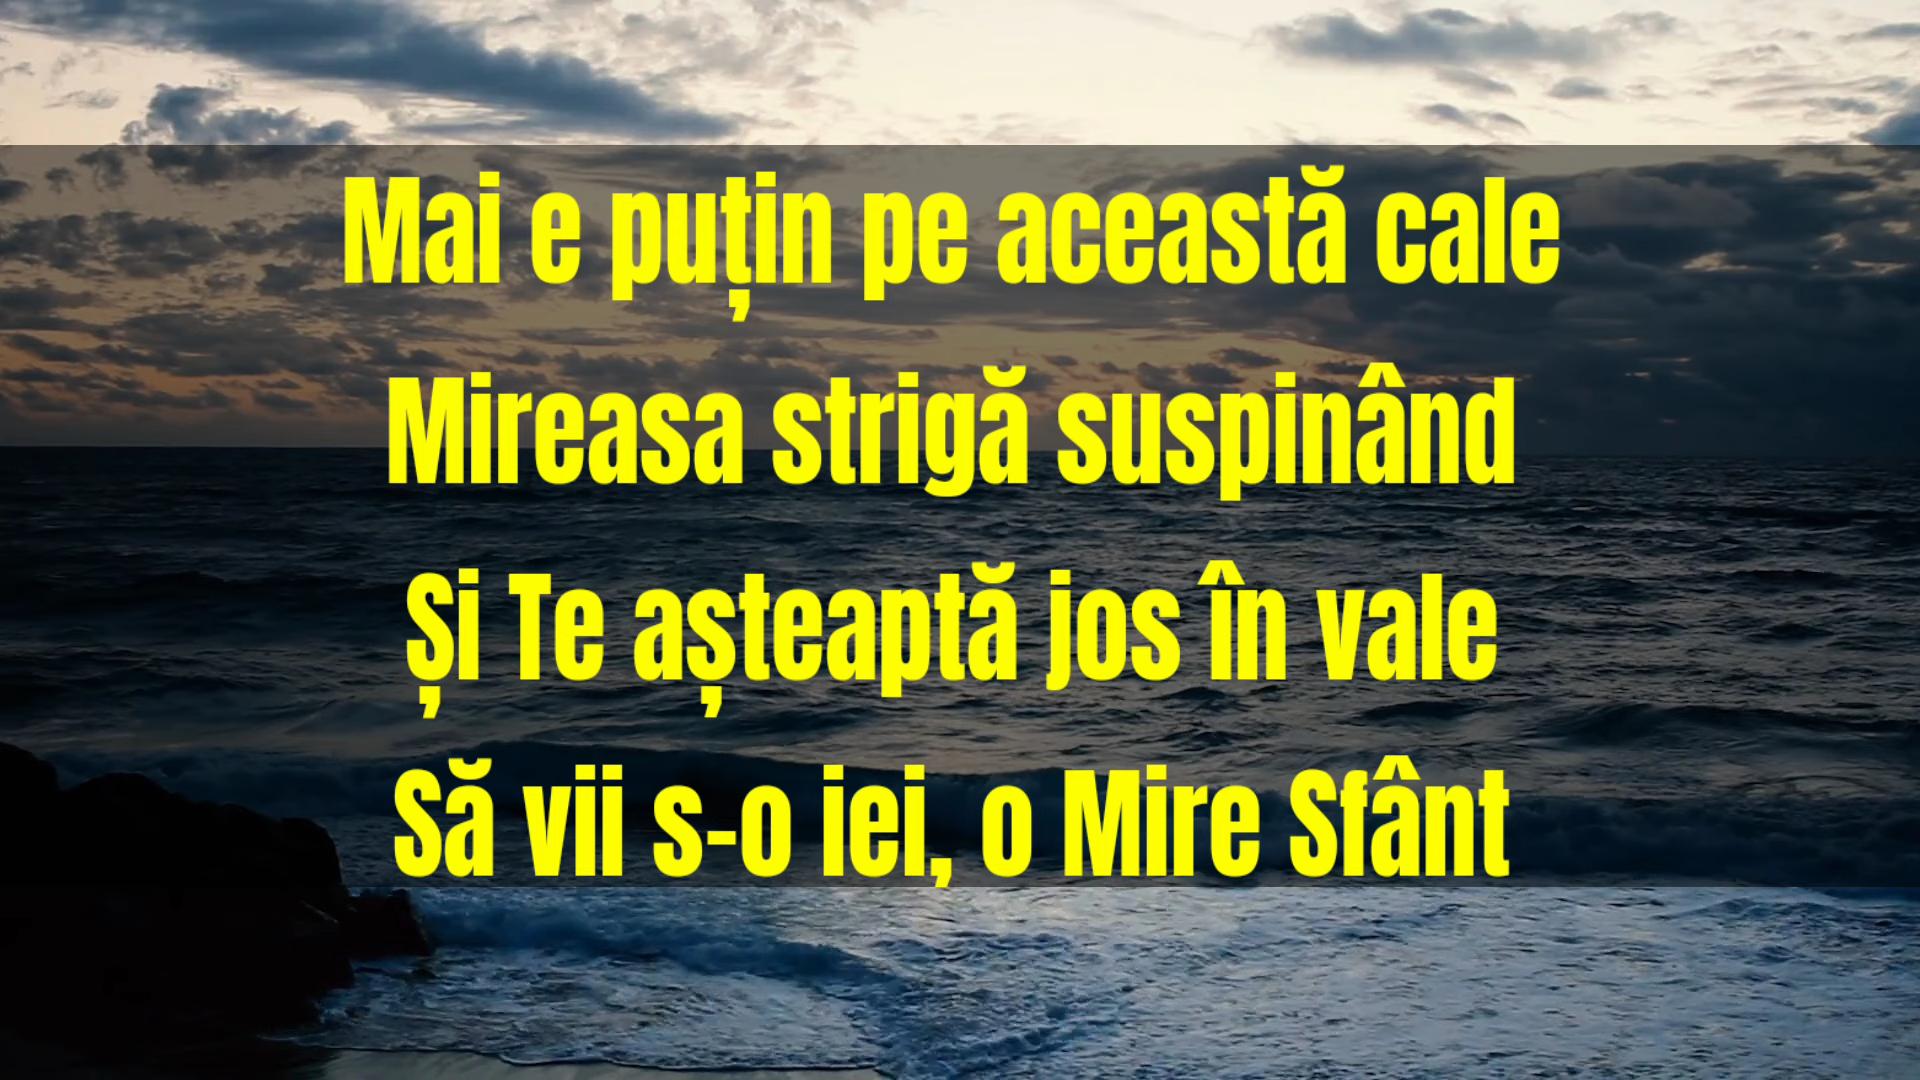 Mai e puțin pe această cale
Mireasa strigă suspinând
Și Te așteaptă jos în vale
Să vii s-o iei, o Mire Sfânt